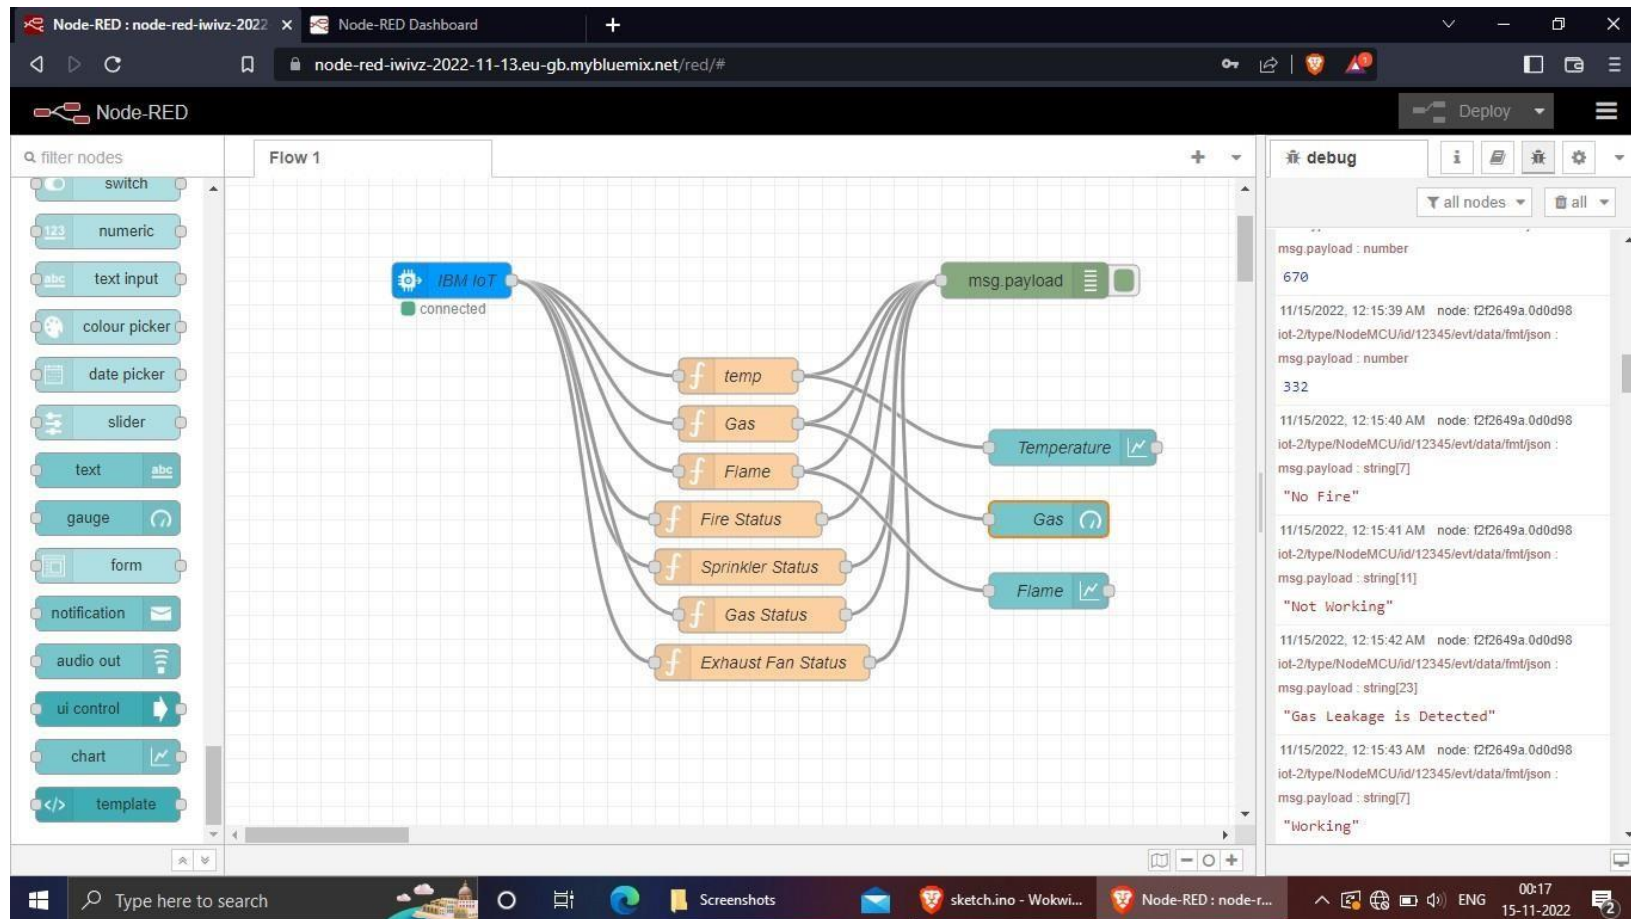 Node-RED : node-red-iwivz-2022
Node-RED Dashboard
node-red-iwivz-2022-11-13.eu-gb.mybluemix.net/red/#
1
Node-RED
Deploy
filter nodes
Flow 1
debug
i
all nodes
all
switch
123 numeric
abc text input
colour picker
date picker
slider
text abc
gauge
form
notification
audio out
ui control
chart
</> template
IBM IoT
connected
msg.payload
f temp
f Gas
f Flame
f Fire Status
f Sprinkler Status
f Gas Status
f Exhaust Fan Status
Temperature
Gas
Flame
msg.payload : number
670
11/15/2022, 12:15:39 AM node: f2f2649a.0d0d98
iot-2/type/NodeMCU/id/12345/evt/data/fmt/json :
msg.payload : number
332
11/15/2022, 12:15:40 AM node: f2f2649a.0d0d98
iot-2/type/NodeMCU/id/12345/evt/data/fmt/json :
msg.payload : string[7]
"No Fire"
11/15/2022, 12:15:41 AM node: f2f2649a.0d0d98
iot-2/type/NodeMCU/id/12345/evt/data/fmt/json :
msg.payload : string[11]
"Not Working"
11/15/2022, 12:15:42 AM node: f2f2649a.0d0d98
iot-2/type/NodeMCU/id/12345/evt/data/fmt/json :
msg.payload : string[23]
"Gas Leakage is Detected"
11/15/2022, 12:15:43 AM node: f2f2649a.0d0d98
iot-2/type/NodeMCU/id/12345/evt/data/fmt/json :
msg.payload : string[7]
"Working"
Type here to search
Screenshots
sketch.ino - Wokwi...
Node-RED : node-r...
ENG
00:17
15-11-2022
2